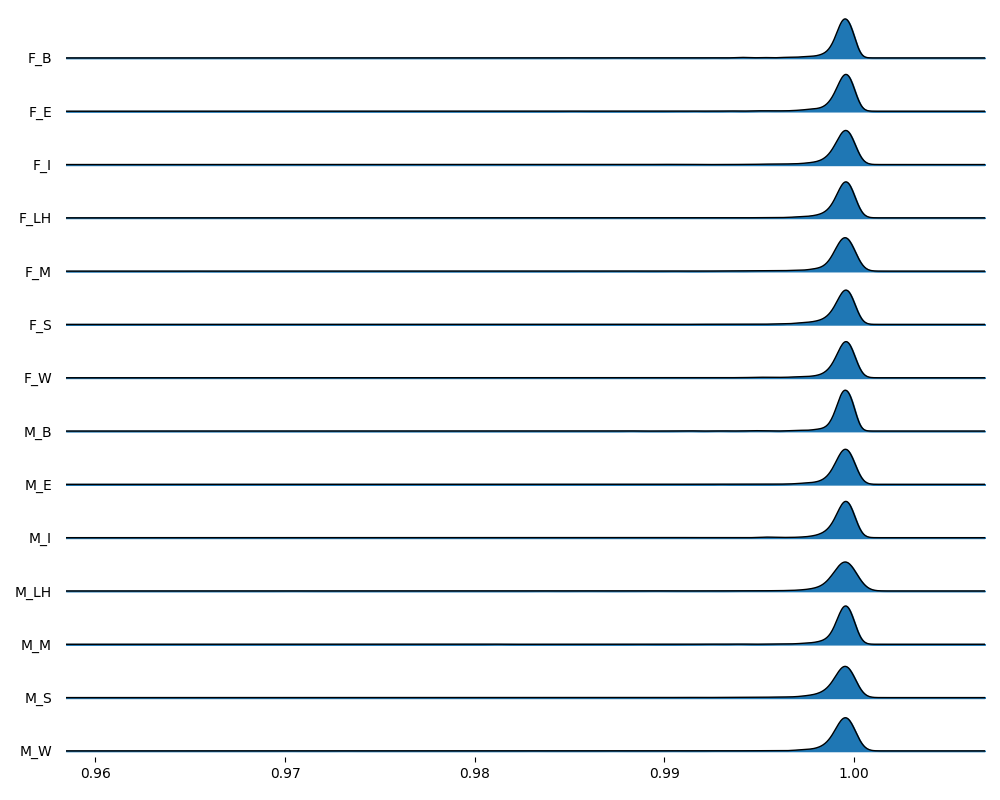 F_B
F_E
F_I
F_LH
F_M
F_S
F_W
M_B
M_E
M_I
M_LH
M_M
M_S
M_W
0.96 0.97 0.98 0.99 1.00